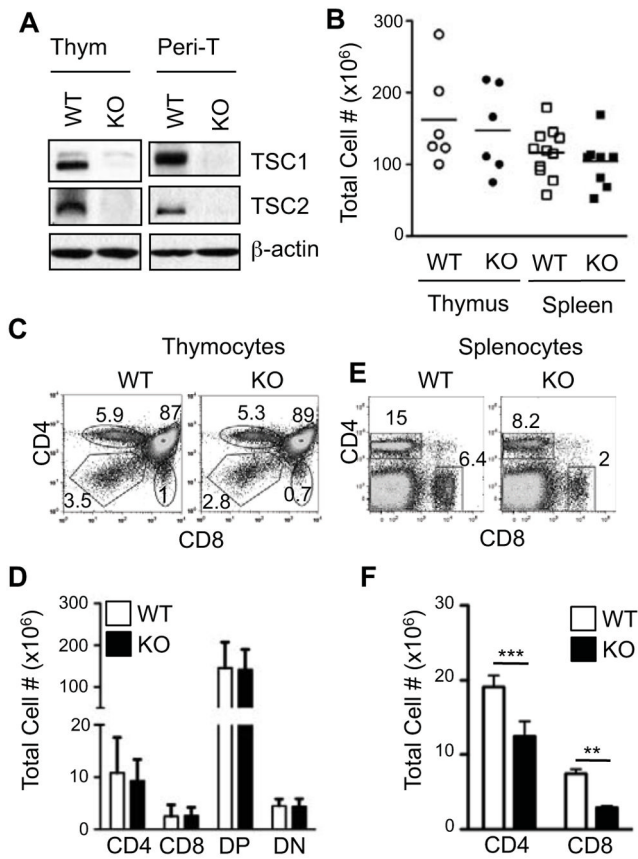 A
Thym
Peri-T
WT
KO
WT
KO
TSC1
TSC2
β-actin
B
Total Cell # (x10⁶)
300
200
100
0
WT
KO
WT
KO
Thymus
Spleen
C
Thymocytes
WT
KO
CD4
5.9
87
3.5
1
5.3
89
2.8
0.7
CD8
E
Splenocytes
WT
KO
CD4
15
6.4
8.2
2
CD8
D
Total Cell # (x10⁶)
300
200
100
20
10
0
WT
KO
CD4
CD8
DP
DN
F
Total Cell # (x10⁶)
30
20
10
0
WT
KO
***
**
CD4
CD8